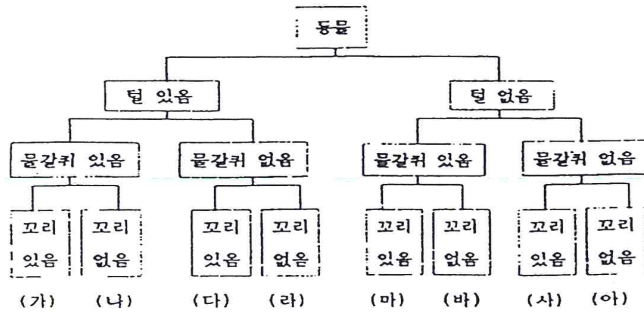 동물
털 있음
털 없음
물갈퀴 있음
물갈퀴 없음
물갈퀴 있음
물갈퀴 없음
꼬리 있음
꼬리 없음
꼬리 있음
꼬리 없음
꼬리 있음
꼬리 없음
꼬리 있음
꼬리 없음
(가) (나) (다) (라) (마) (바) (사) (아)